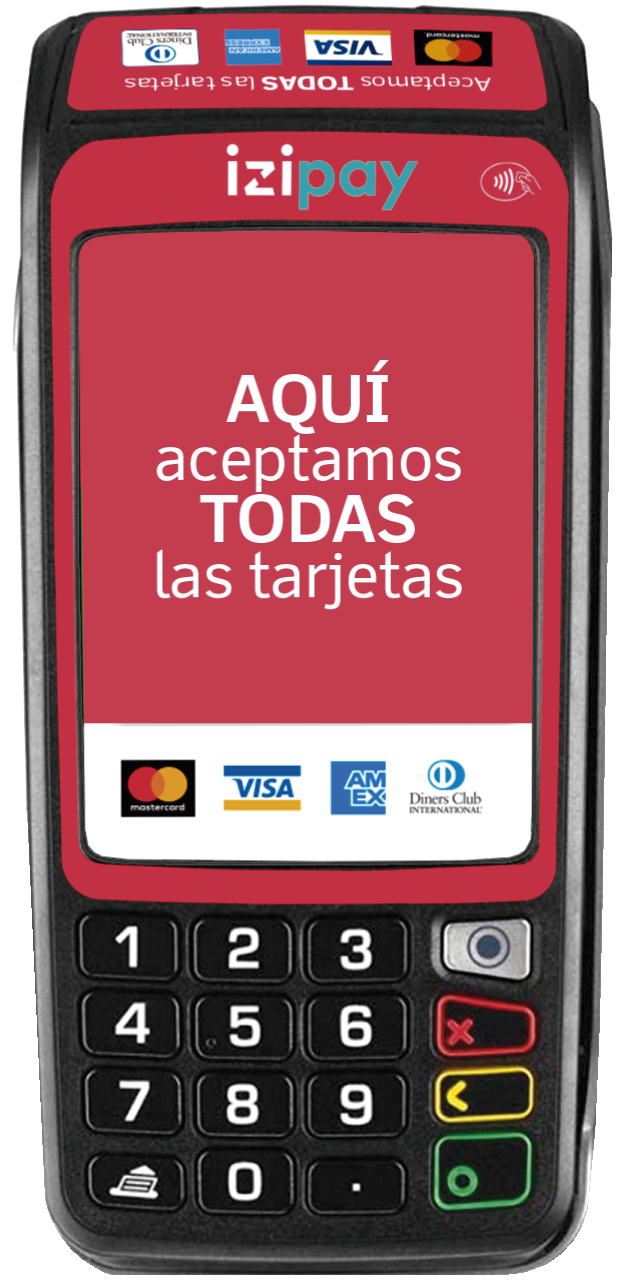 Aceptamos TODAS las tarjetas
mastercard. VISA AMERICAN EXPRESS Diners Club INTERNATIONAL
izipay
AQUÍ
aceptamos
TODAS
las tarjetas
mastercard VISA AM EX Diners Club INTERNATIONAL
1 2 3
4 5 6 X
7 8 9 <
0 . O